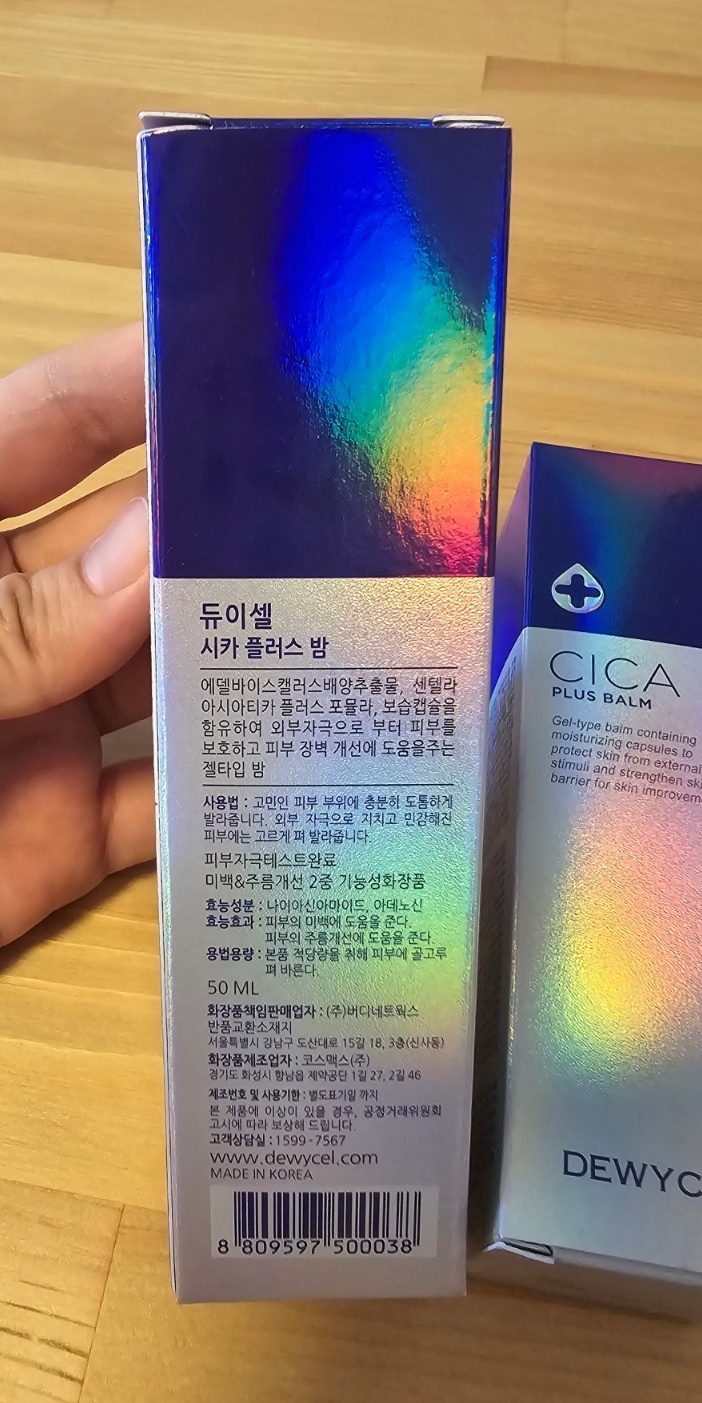 듀이셀
시카 플러스 밤
에델바이스캘러스배양추출물, 센텔라
아시아티카 플러스 포뮬라, 보습캡슐을
함유하여 외부자극으로 부터 피부를
보호하고 피부 장벽 개선에 도움을주는
젤타입 밤
사용법 : 고민인 피부 부위에 충분히 도톰하게
발라줍니다. 외부 자극으로 지치고 민감해진
피부에는 고르게 펴 발라줍니다.
피부자극테스트완료
미백&주름개선 2중 기능성화장품
효능성분 : 나이아신아마이드, 아데노신
효능효과 : 피부의 미백에 도움을 준다.
피부의 주름개선에 도움을 준다.
용법용량 : 본품 적당량을 취해 피부에 골고루
펴 바른다.
50 ML
화장품책임판매업자 : (주)버디네트웍스
반품교환소재지
서울특별시 강남구 도산대로 15길 18, 3층(신사동)
화장품제조업자 : 코스맥스(주)
경기도 화성시 향남읍 제약공단 1길 27, 2길 46
제조번호 및 사용기한 : 별도표기일 까지
본 제품에 이상이 있을 경우, 공정거래위원회
고시에 따라 보상해 드립니다.
고객상담실 : 1599-7567
www.dewycel.com
MADE IN KOREA
8 809597 500038
CICA
PLUS BALM
Gel-type balm containing
moisturizing capsules to
protect skin from external
stimuli and strengthen sk
barrier for skin improvem
DEWYC